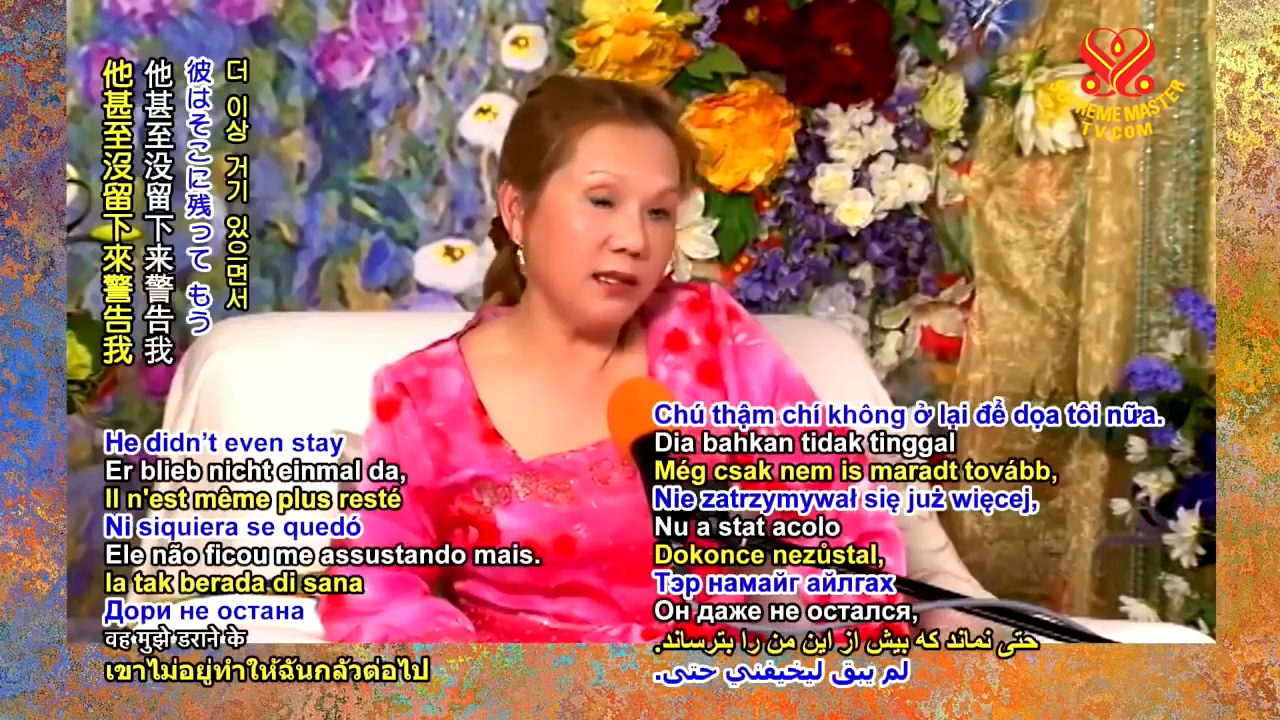 他甚至沒留下來警告我
他甚至没留下来警告我
彼はそこに残って もう
더 이상 거기 있으면서
EME MASTER
TV.COM
He didn’t even stay
Er blieb nicht einmal da,
Il n'est même plus resté
Ni siquiera se quedó
Ele não ficou me assustando mais.
Ia tak berada di sana
Дори не остана
वह मुझे डराने के
เขาไม่อยู่ทำให้ฉันกลัวต่อไป
Chú thậm chí không ở lại để dọa tôi nữa.
Dia bahkan tidak tinggal
Még csak nem is maradt tovább,
Nie zatrzymywał się już więcej,
Nu a stat acolo
Dokonce nezůstal,
Тэр намайг айлгах
Он даже не остался,
حتی نماند که بیش از این من را بترساند.
لم يبق ليخيفني حتى.